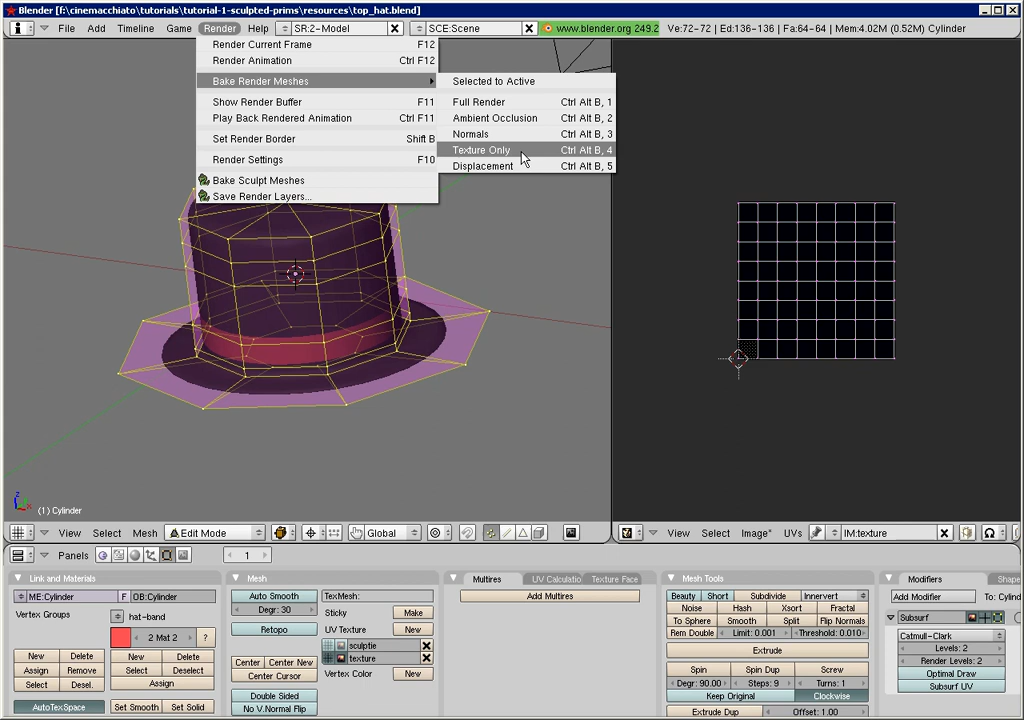 Blender [f:\cinemacchiato\tutorials\tutorial-1-sculpted-prims\resources\top_hat.blend]
File Add Timeline Game Render Help SR:2-Model SCE:Scene www.blender.org 249.2 Ve:72-72 | Ed:136-136 | Fa:64-64 | Mem:4.02M (0.52M) Cylinder
Render Current Frame F12
Render Animation Ctrl F12
Bake Render Meshes
Show Render Buffer F11
Play Back Rendered Animation Ctrl F11
Set Render Border Shift B
Render Settings F10
Bake Sculpt Meshes
Save Render Layers...
Selected to Active
Full Render Ctrl Alt B, 1
Ambient Occlusion Ctrl Alt B, 2
Normals Ctrl Alt B, 3
Texture Only Ctrl Alt B, 4
Displacement Ctrl Alt B, 5
z
x
(1) Cylinder
View Select Mesh Edit Mode Global
View Select Image* UVs IM:texture
Panels 1
Link and Materials
ME:Cylinder F OB:Cylinder
Vertex Groups
hat-band
2 Mat 2 ?
New Delete
Assign Remove
Select Desel.
New Delete
Select Deselect
Assign
AutoTexSpace Set Smooth Set Solid
Mesh
Auto Smooth
Degr: 30
Retopo
Center Center New
Center Cursor
Double Sided
No V.Normal Flip
TexMesh:
Sticky Make
UV Texture New
sculptie
texture
Vertex Color New
Multires UV Calculatio Texture Face
Add Multires
Mesh Tools
Beauty Short Subdivide Innervert
Noise Hash Xsort Fractal
To Sphere Smooth Split Flip Normals
Rem Double Limit: 0.001 Threshold: 0.010
Extrude
Spin Spin Dup Screw
Degr: 90.00 Steps: 9 Turns: 1
Keep Original Clockwise
Extrude Dup Offset: 1.00
Modifiers Shape
Add Modifier To: Cylind
Subsurf
Catmull-Clark
Levels: 2
Render Levels: 2
Optimal Draw
Subsurf UV